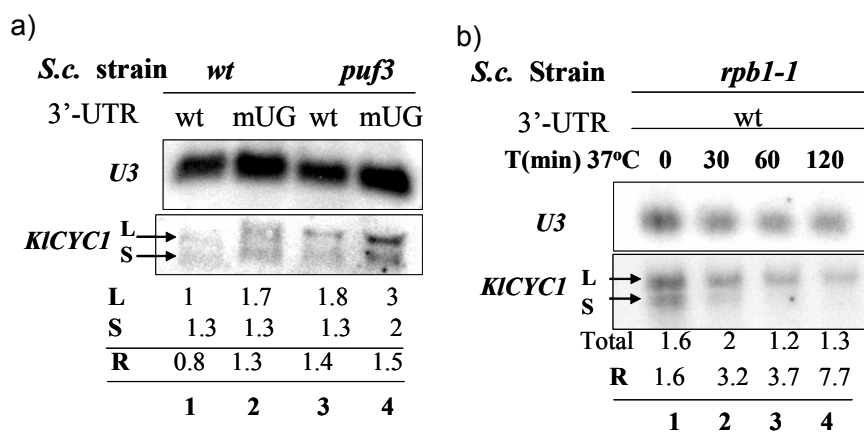 a)
S.c. strain wt puf3
3’-UTR wt mUG wt mUG
U3
KlCYC1 L
S
L 1 1.7 1.8 3
S 1.3 1.3 1.3 2
R 0.8 1.3 1.4 1.5
1 2 3 4
b)
S.c. Strain rpb1-1
3’-UTR wt
T(min) 37ºC 0 30 60 120
U3
KlCYC1 L
S
Total 1.6 2 1.2 1.3
R 1.6 3.2 3.7 7.7
1 2 3 4